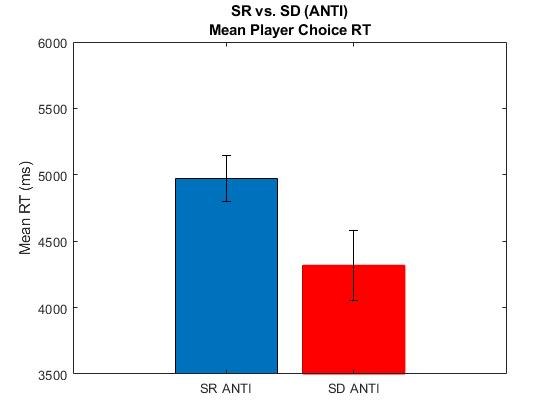 SR vs. SD (ANTI)
Mean Player Choice RT
6000
5500
5000
4500
4000
3500
Mean RT (ms)
SR ANTI
SD ANTI